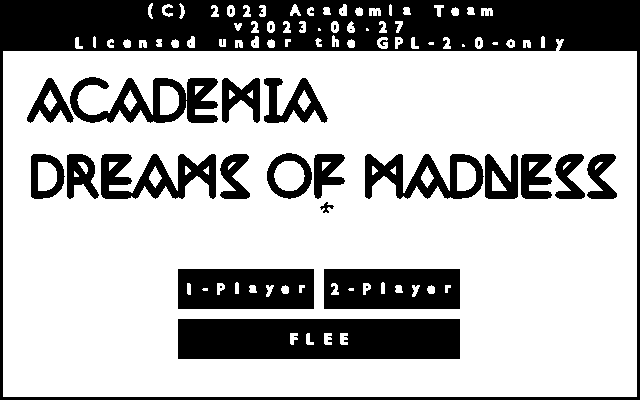 (C) 2023 Academia Team
v2023.06.27
Licensed under the GPL-2.0-only
ACADEMIA
DREAMS OF MADNESS
1-Player 2-Player
FLEE